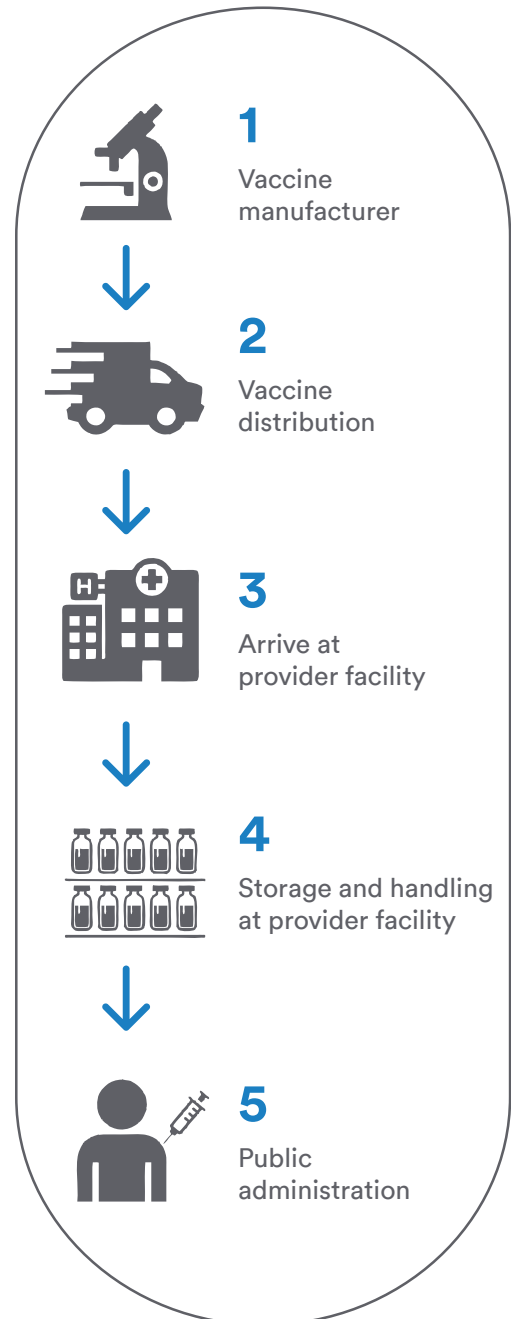 1
Vaccine
manufacturer
2
Vaccine
distribution
H
3
Arrive at
provider facility
4
Storage and handling
at provider facility
5
Public
administration